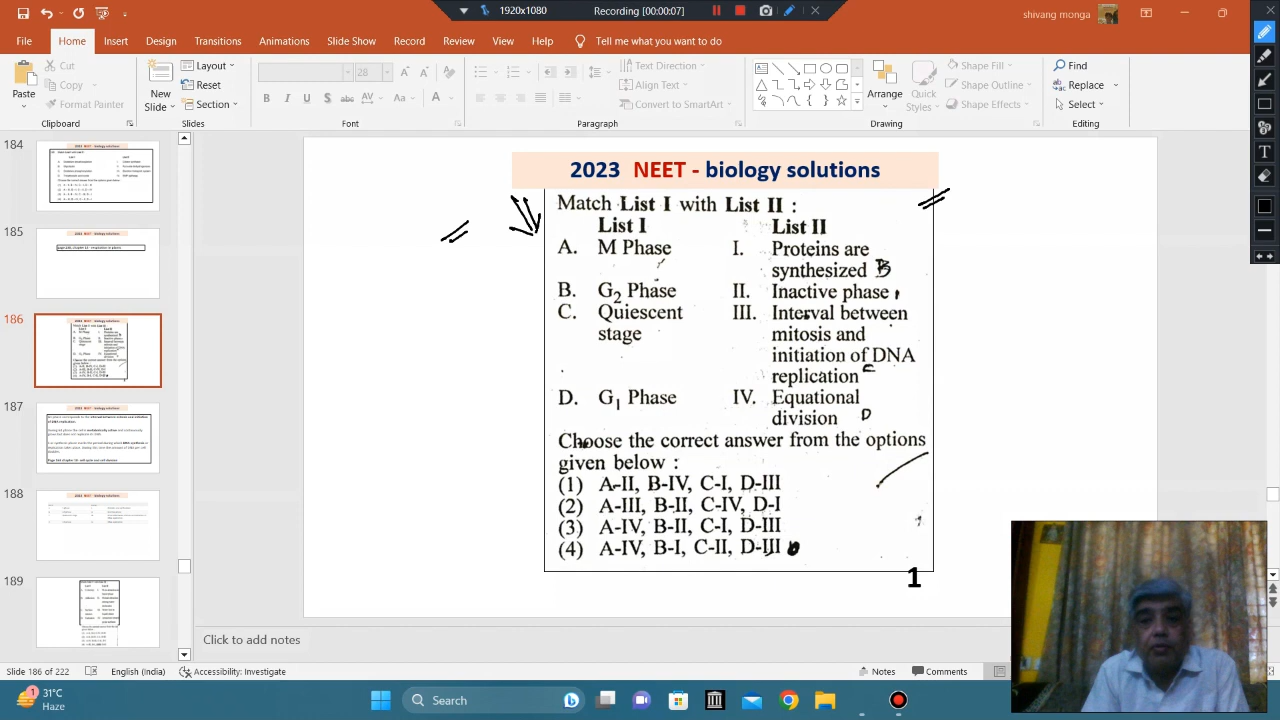 1920x1080
Recording [00:00:07]
shivang monga
File Home Insert Design Transitions Animations Slide Show Record Review View Help Tell me what you want to do
Paste
Cut
Copy
Format Painter
Clipboard
New Slide
Layout
Reset
Section
Slides
28
Font
Paragraph
Text Direction
Align Text
Convert to SmartArt
Arrange
Quick Styles
Shape Fill
Shape Outline
Shape Effects
Drawing
Find
Replace
Select
Editing
184
185
186
187
188
189
2023 NEET - biology solutions
Match List I with List II :
List I List II
A. M Phase I. Proteins are
synthesized B
B. G2 Phase II. Inactive phase
C. Quiescent III. Interval between
stage mitosis and
initiation of DNA
replication
D. G1 Phase IV. Equational
division D
Choose the correct answer from the options
given below :
(1) A-II, B-IV, C-I, D-III
(2) A-III, B-II, C-IV, D-I
(3) A-IV, B-II, C-I, D-III
(4) A-IV, B-I, C-II, D-III
1
Click to add notes
Slide 186 of 222 English (India) Accessibility: Investigate Notes Comments
31°C
Haze
Search